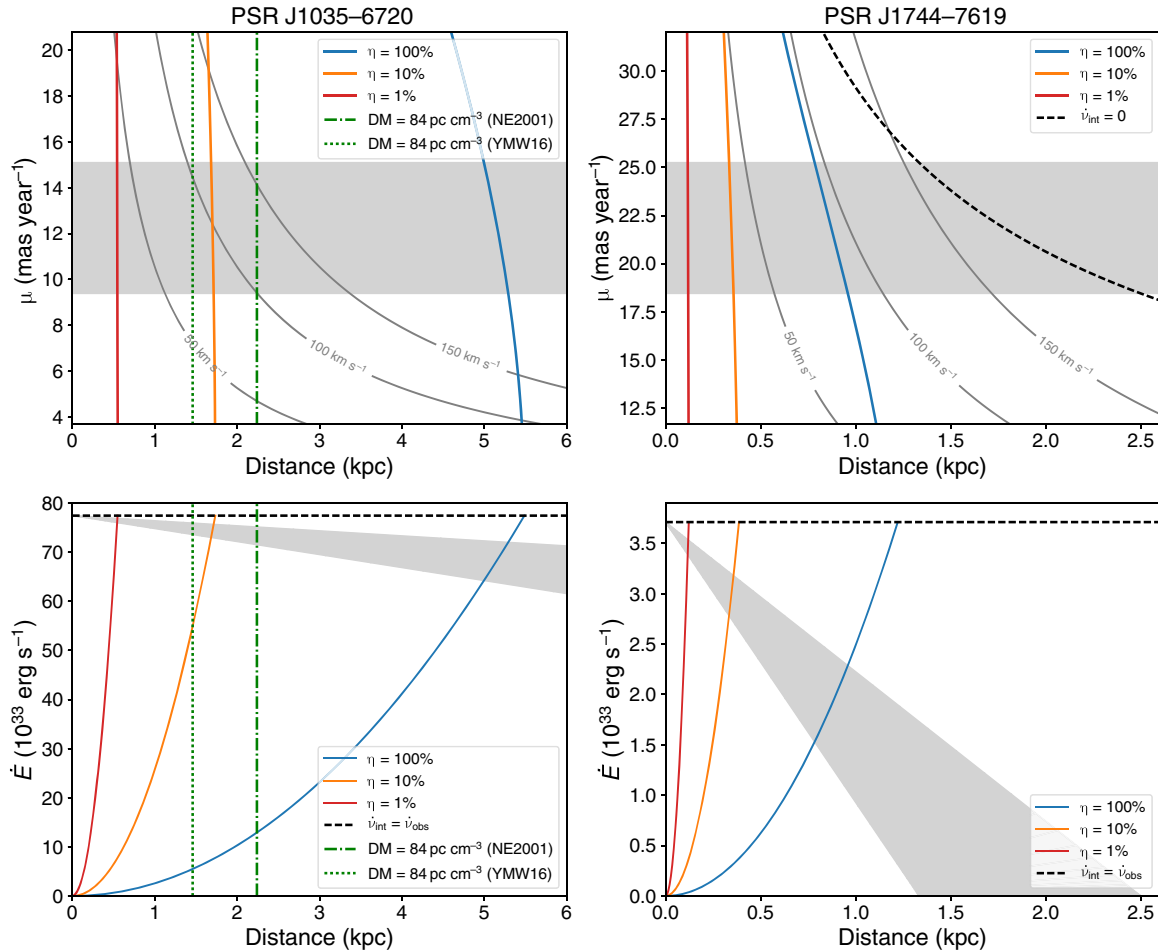 PSR J1035–6720
20
18
16
14
12
10
8
6
4
μ (mas year⁻¹)
η = 100%
η = 10%
η = 1%
DM = 84 pc cm⁻³ (NE2001)
DM = 84 pc cm⁻³ (YMW16)
50 km s⁻¹
100 km s⁻¹
150 km s⁻¹
0 1 2 3 4 5 6
Distance (kpc)
PSR J1744–7619
30.0
27.5
25.0
22.5
20.0
17.5
15.0
12.5
μ (mas year⁻¹)
η = 100%
η = 10%
η = 1%
ν̇int = 0
50 km s⁻¹
100 km s⁻¹
150 km s⁻¹
0.0 0.5 1.0 1.5 2.0 2.5
Distance (kpc)
80
70
60
50
40
30
20
10
0
Ė (10³³ erg s⁻¹)
η = 100%
η = 10%
η = 1%
ν̇int = ν̇obs
DM = 84 pc cm⁻³ (NE2001)
DM = 84 pc cm⁻³ (YMW16)
0 1 2 3 4 5 6
Distance (kpc)
3.5
3.0
2.5
2.0
1.5
1.0
0.5
0.0
Ė (10³³ erg s⁻¹)
η = 100%
η = 10%
η = 1%
ν̇int = ν̇obs
0.0 0.5 1.0 1.5 2.0 2.5
Distance (kpc)